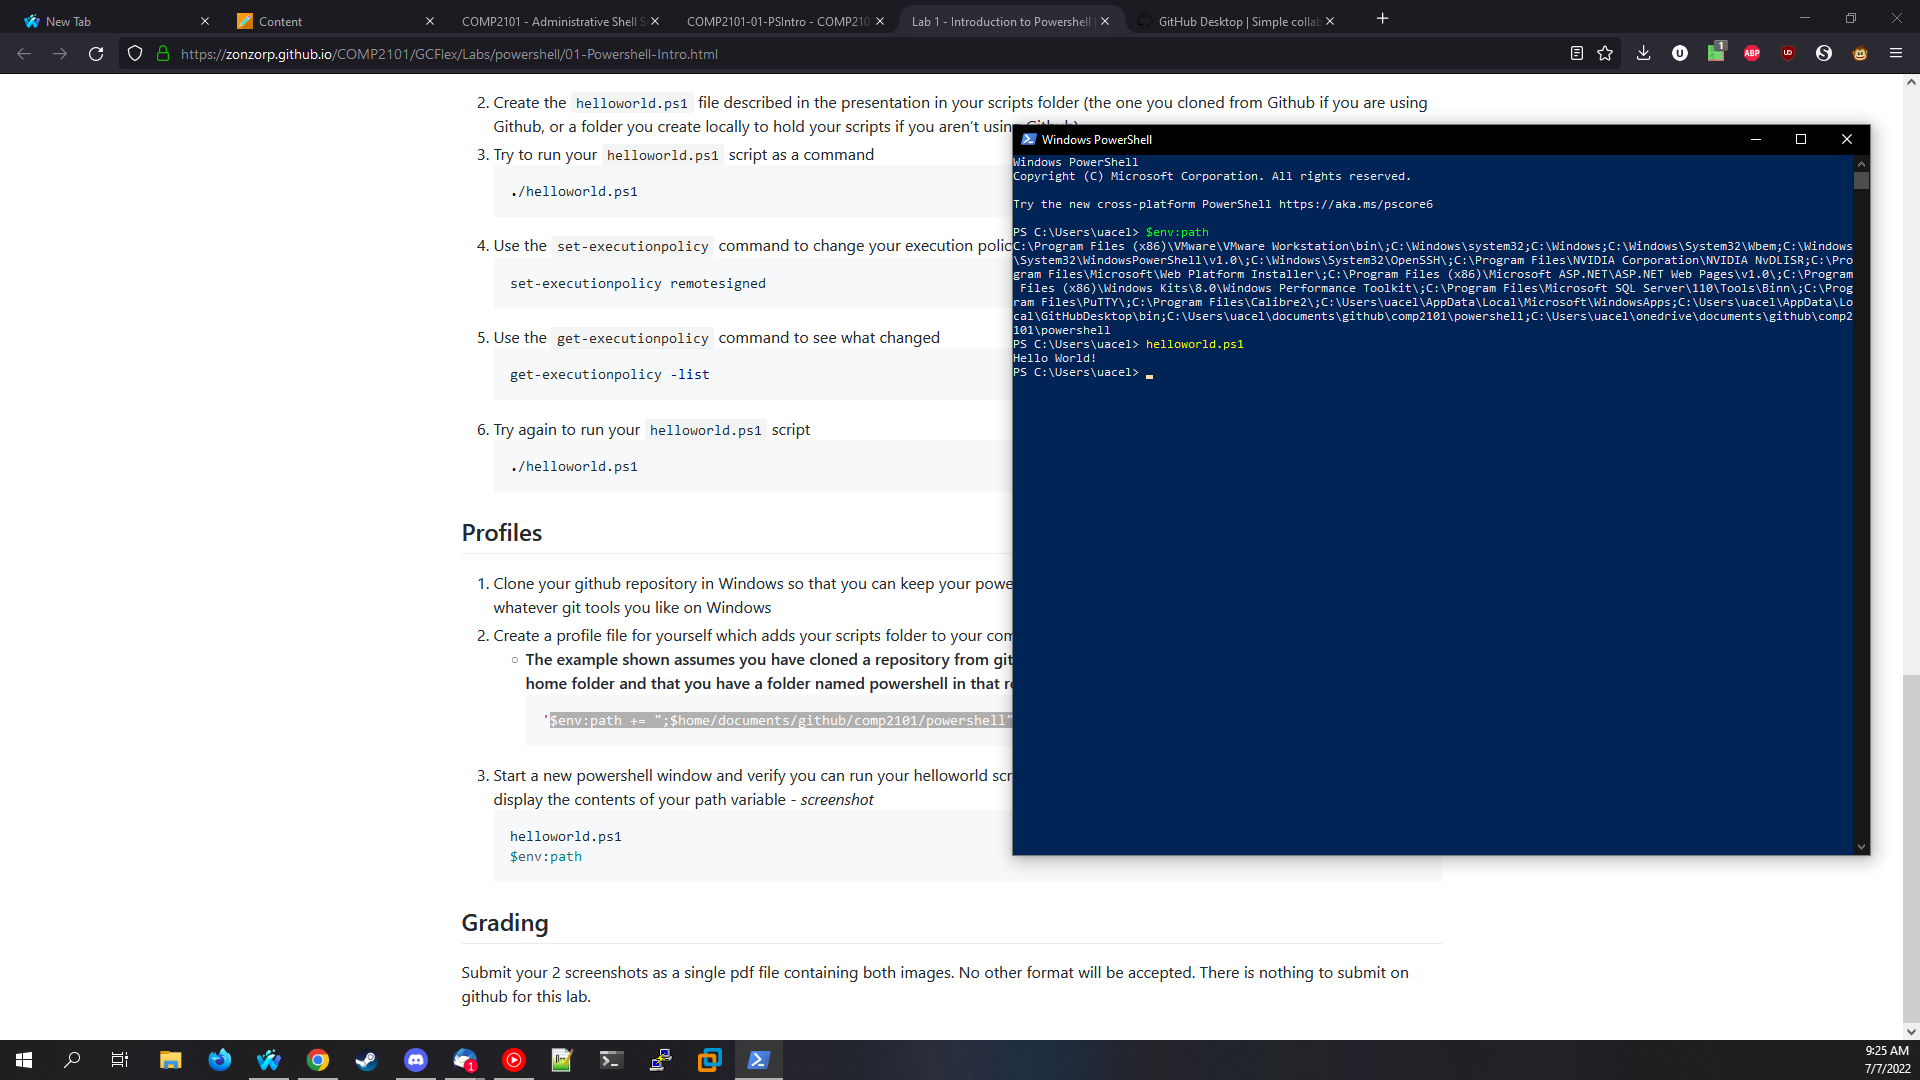 New Tab
Content
COMP2101 - Administrative Shell S
COMP2101-01-PSIntro - COMP210
Lab 1 - Introduction to Powershell |
GitHub Desktop | Simple collab
https://zonzorp.github.io/COMP2101/GCFlex/Labs/powershell/01-Powershell-Intro.html
1
U
ABP
UD
2. Create the helloworld.ps1 file described in the presentation in your scripts folder (the one you cloned from Github if you are using
Github, or a folder you create locally to hold your scripts if you aren't using Github)
3. Try to run your helloworld.ps1 script as a command
./helloworld.ps1
4. Use the set-executionpolicy command to change your execution polic
set-executionpolicy remotesigned
5. Use the get-executionpolicy command to see what changed
get-executionpolicy -list
6. Try again to run your helloworld.ps1 script
./helloworld.ps1
Profiles
1. Clone your github repository in Windows so that you can keep your powe
whatever git tools you like on Windows
2. Create a profile file for yourself which adds your scripts folder to your com
○ The example shown assumes you have cloned a repository from git
home folder and that you have a folder named powershell in that re
'$env:path += ";$home/documents/github/comp2101/powershell"
3. Start a new powershell window and verify you can run your helloworld scr
display the contents of your path variable - screenshot
helloworld.ps1
$env:path
Grading
Submit your 2 screenshots as a single pdf file containing both images. No other format will be accepted. There is nothing to submit on
github for this lab.
Windows PowerShell
Windows PowerShell
Copyright (C) Microsoft Corporation. All rights reserved.
Try the new cross-platform PowerShell https://aka.ms/pscore6
PS C:\Users\uacel> $env:path
C:\Program Files (x86)\VMware\VMware Workstation\bin\;C:\Windows\system32;C:\Windows;C:\Windows\System32\Wbem;C:\Windows
\System32\WindowsPowerShell\v1.0\;C:\Windows\System32\OpenSSH\;C:\Program Files\NVIDIA Corporation\NVIDIA NvDLISR;C:\Pro
gram Files\Microsoft\Web Platform Installer\;C:\Program Files (x86)\Microsoft ASP.NET\ASP.NET Web Pages\v1.0\;C:\Program
 Files (x86)\Windows Kits\8.0\Windows Performance Toolkit\;C:\Program Files\Microsoft SQL Server\110\Tools\Binn\;C:\Prog
ram Files\PuTTY\;C:\Program Files\Calibre2\;C:\Users\uacel\AppData\Local\Microsoft\WindowsApps;C:\Users\uacel\AppData\Lo
cal\GitHubDesktop\bin;C:\Users\uacel\documents\github\comp2101\powershell;C:\Users\uacel\onedrive\documents\github\comp2
101\powershell
PS C:\Users\uacel> helloworld.ps1
Hello World!
PS C:\Users\uacel>
1
9:25 AM
7/7/2022